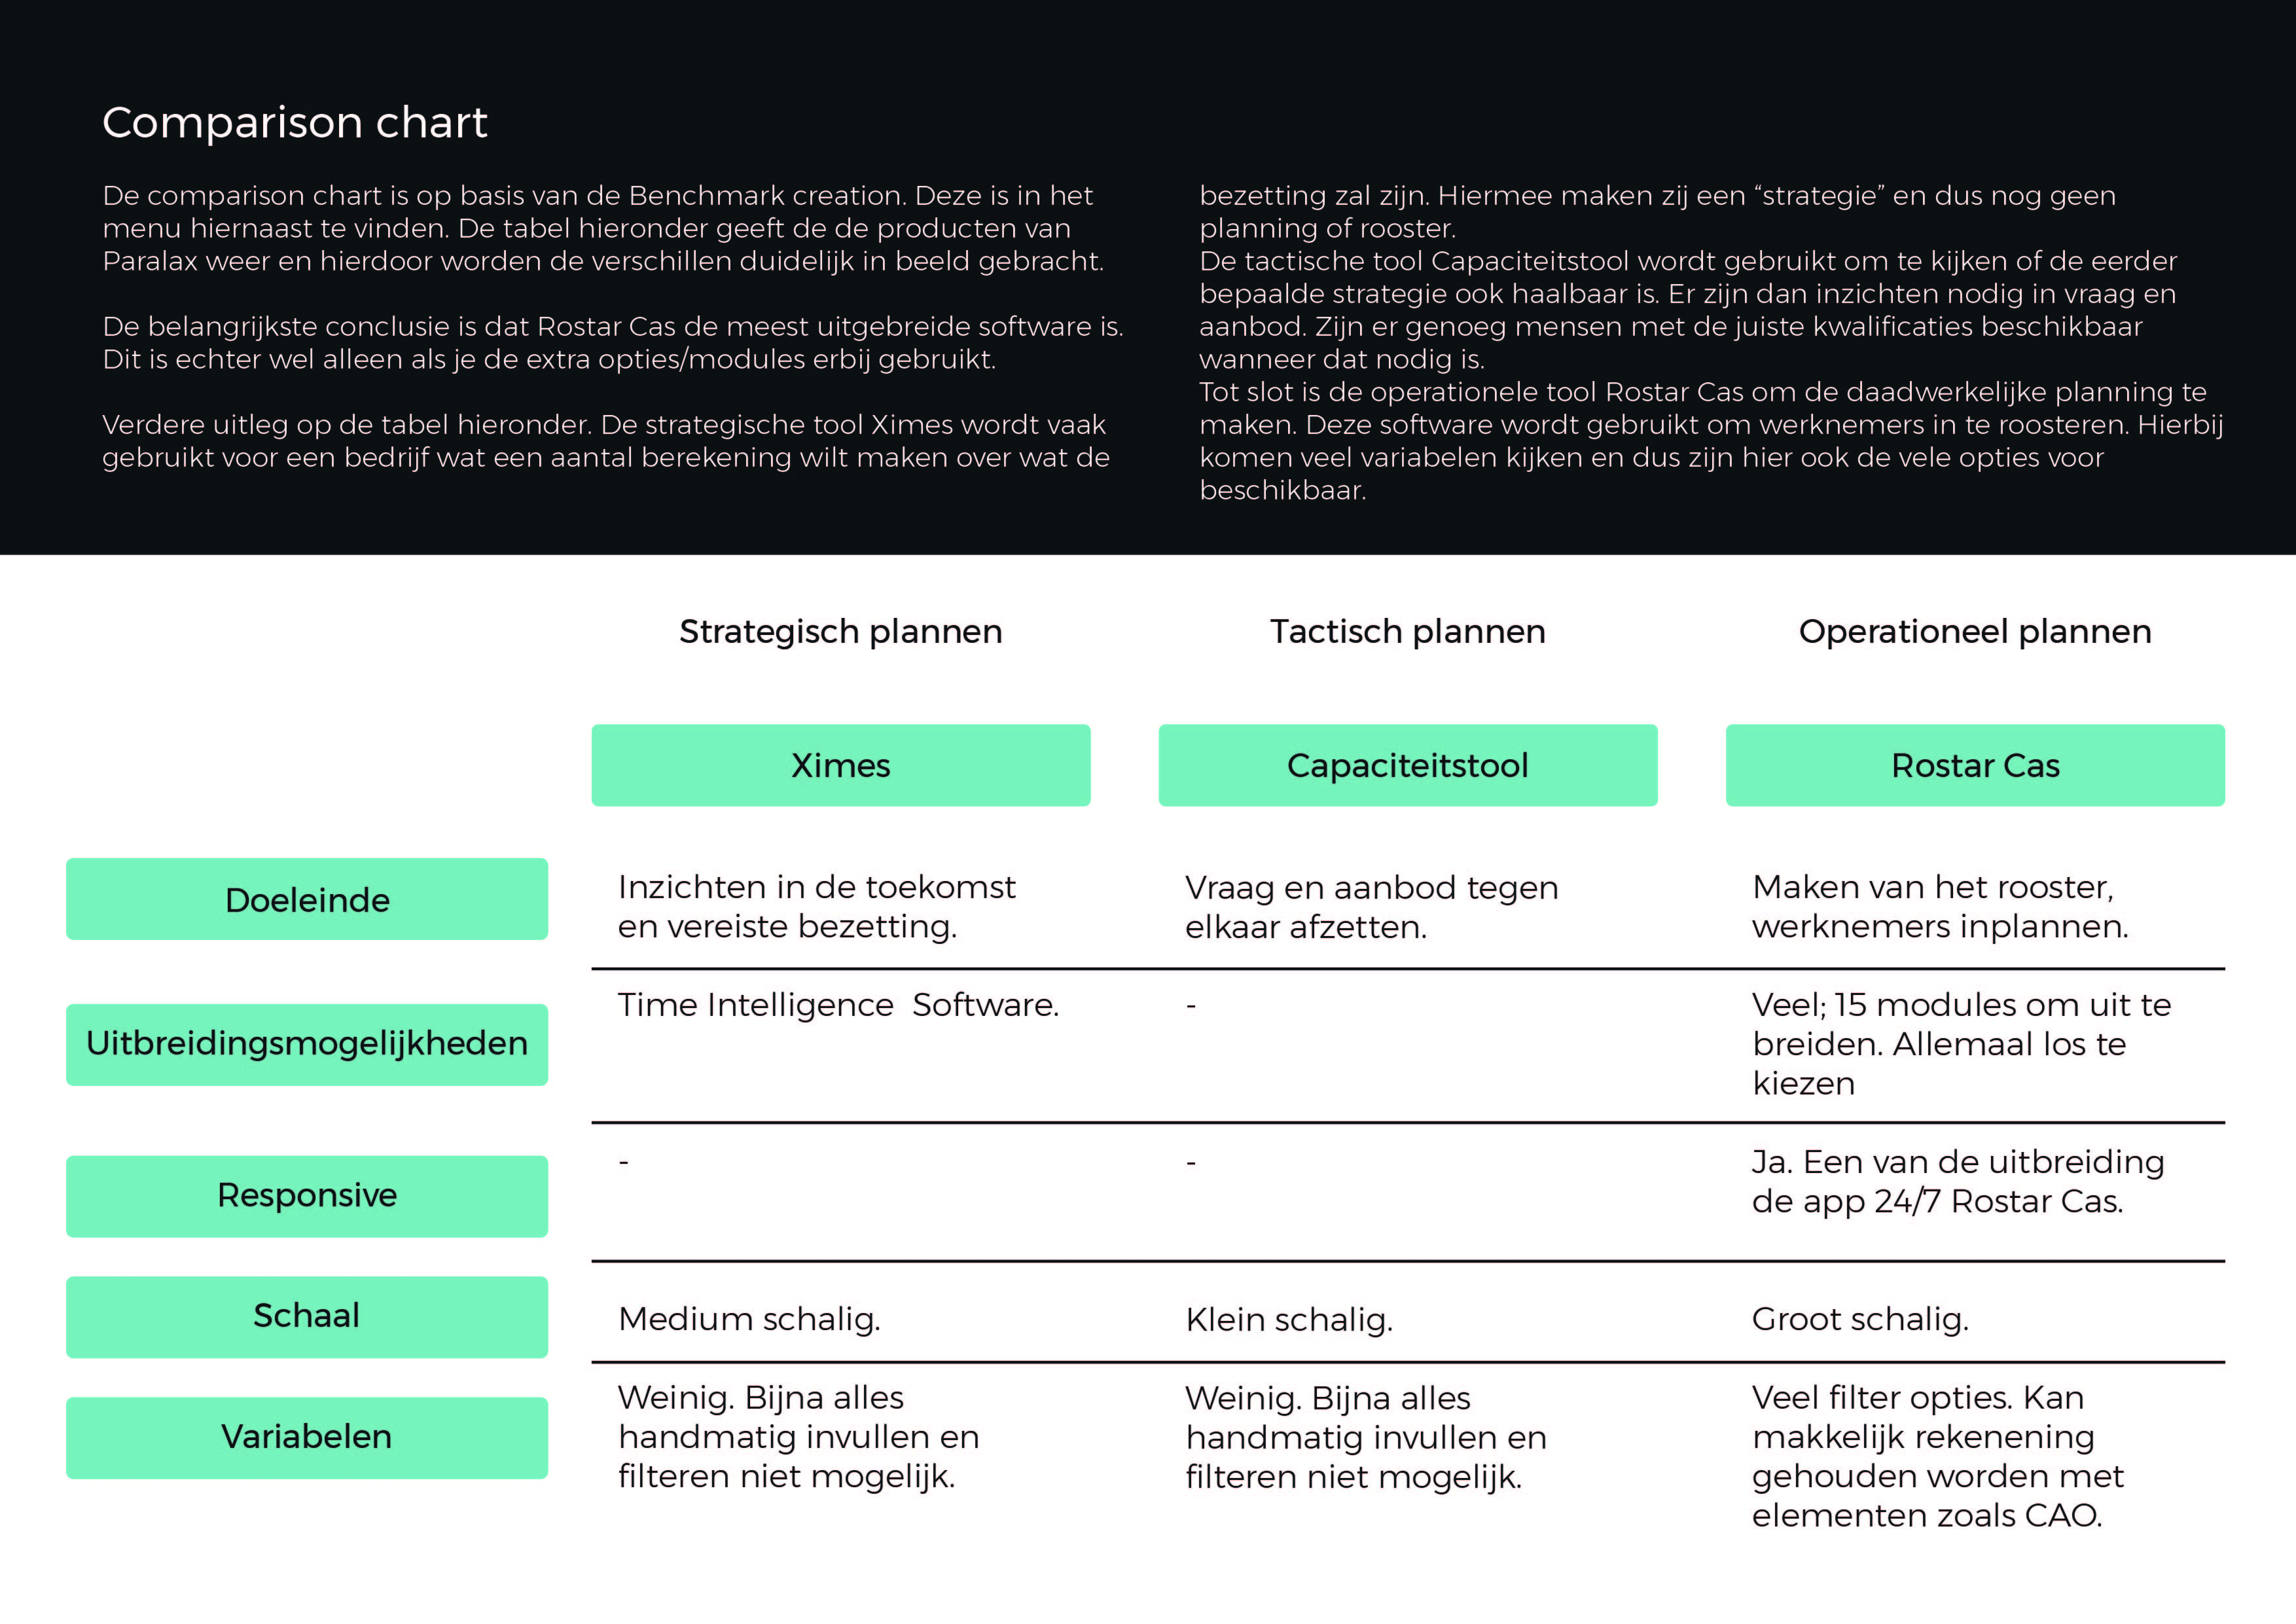 Comparison chart
De comparison chart is op basis van de Benchmark creation. Deze is in het
menu hiernaast te vinden. De tabel hieronder geeft de de producten van
Paralax weer en hierdoor worden de verschillen duidelijk in beeld gebracht.
De belangrijkste conclusie is dat Rostar Cas de meest uitgebreide software is.
Dit is echter wel alleen als je de extra opties/modules erbij gebruikt.
Verdere uitleg op de tabel hieronder. De strategische tool Ximes wordt vaak
gebruikt voor een bedrijf wat een aantal berekening wilt maken over wat de
bezetting zal zijn. Hiermee maken zij een “strategie” en dus nog geen
planning of rooster.
De tactische tool Capaciteitstool wordt gebruikt om te kijken of de eerder
bepaalde strategie ook haalbaar is. Er zijn dan inzichten nodig in vraag en
aanbod. Zijn er genoeg mensen met de juiste kwalificaties beschikbaar
wanneer dat nodig is.
Tot slot is de operationele tool Rostar Cas om de daadwerkelijke planning te
maken. Deze software wordt gebruikt om werknemers in te roosteren. Hierbij
komen veel variabelen kijken en dus zijn hier ook de vele opties voor
beschikbaar.
Strategisch plannen
Tactisch plannen
Operationeel plannen
Ximes
Capaciteitstool
Rostar Cas
Doeleinde
Inzichten in de toekomst
en vereiste bezetting.
Vraag en aanbod tegen
elkaar afzetten.
Maken van het rooster,
werknemers inplannen.
Uitbreidingsmogelijkheden
Time Intelligence  Software.
-
Veel; 15 modules om uit te
breiden. Allemaal los te
kiezen
Responsive
-
-
Ja. Een van de uitbreiding
de app 24/7 Rostar Cas.
Schaal
Medium schalig.
Klein schalig.
Groot schalig.
Variabelen
Weinig. Bijna alles
handmatig invullen en
filteren niet mogelijk.
Weinig. Bijna alles
handmatig invullen en
filteren niet mogelijk.
Veel filter opties. Kan
makkelijk rekenening
gehouden worden met
elementen zoals CAO.